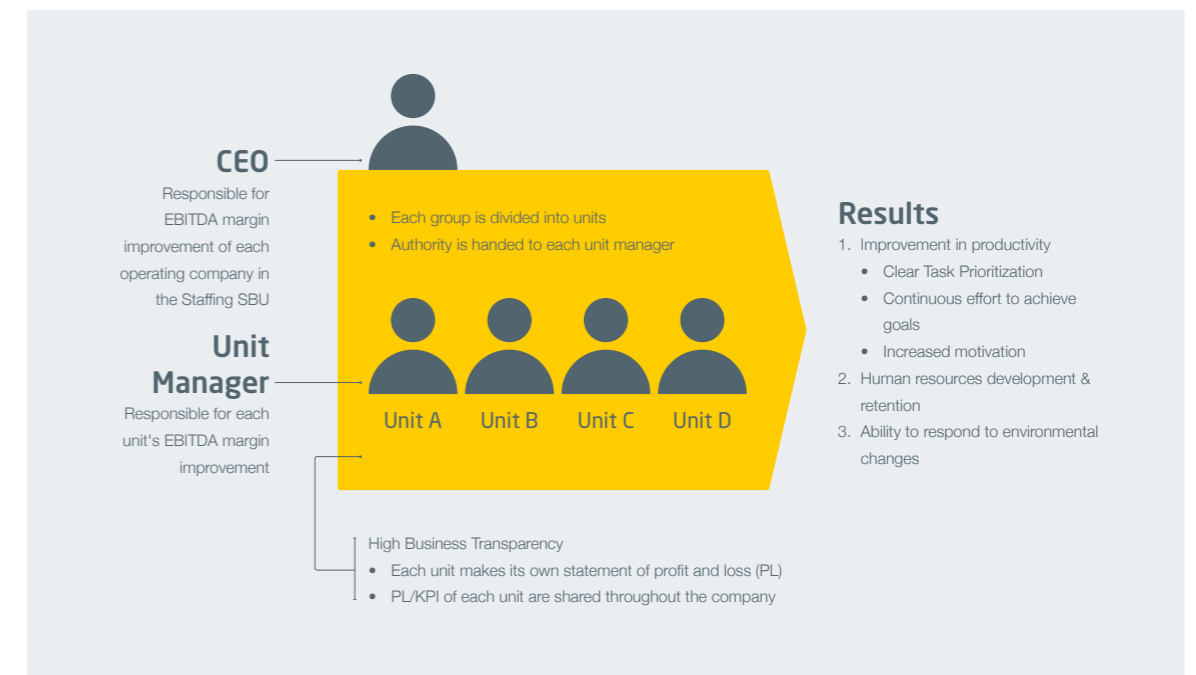 CEO
Responsible for
EBITDA margin
improvement of each
operating company in
the Staffing SBU
Unit
Manager
Responsible for each
unit's EBITDA margin
improvement
• Each group is divided into units
• Authority is handed to each unit manager
Unit A Unit B Unit C Unit D
High Business Transparency
• Each unit makes its own statement of profit and loss (PL)
• PL/KPI of each unit are shared throughout the company
Results
1. Improvement in productivity
• Clear Task Prioritization
• Continuous effort to achieve
goals
• Increased motivation
2. Human resources development &
retention
3. Ability to respond to environmental
changes